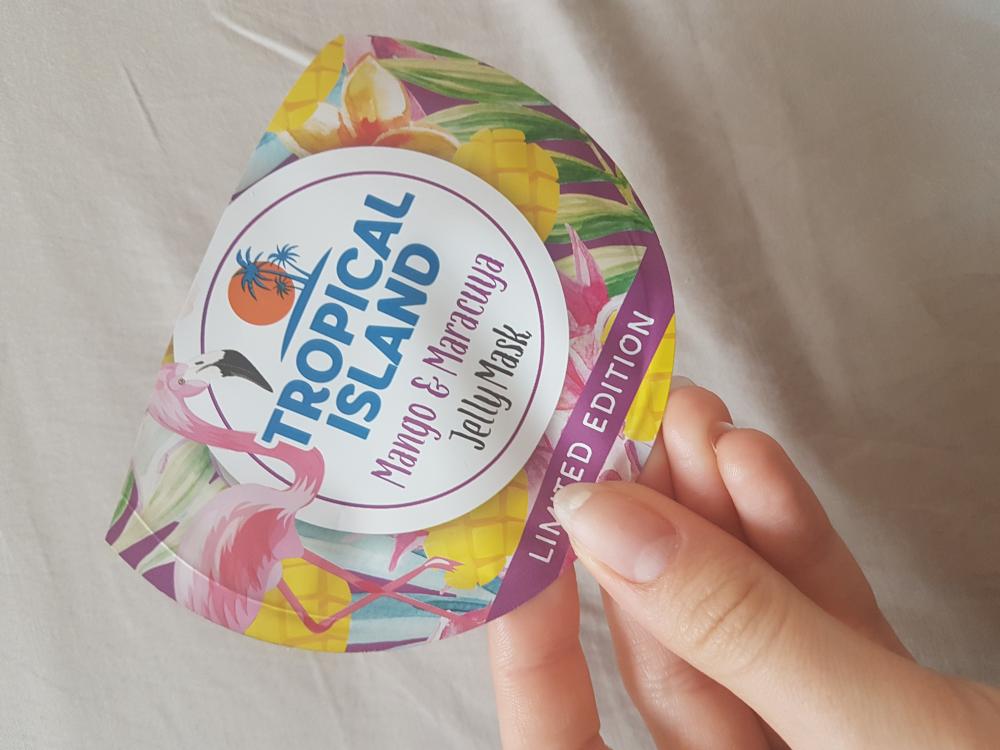 TROPICAL
ISLAND
Mango & Maracuya
Jelly Mask
LIMITED EDITION